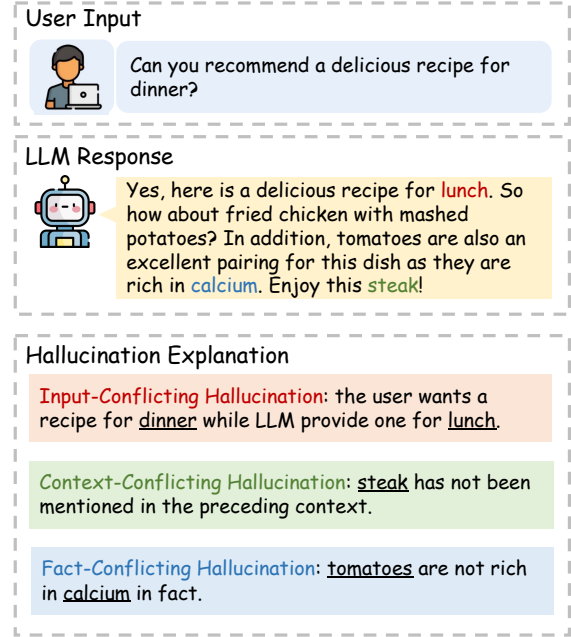 User Input
Can you recommend a delicious recipe for
dinner?
LLM Response
Yes, here is a delicious recipe for lunch. So
how about fried chicken with mashed
potatoes? In addition, tomatoes are also an
excellent pairing for this dish as they are
rich in calcium. Enjoy this steak!
Hallucination Explanation
Input-Conflicting Hallucination: the user wants a
recipe for dinner while LLM provide one for lunch.
Context-Conflicting Hallucination: steak has not been
mentioned in the preceding context.
Fact-Conflicting Hallucination: tomatoes are not rich
in calcium in fact.